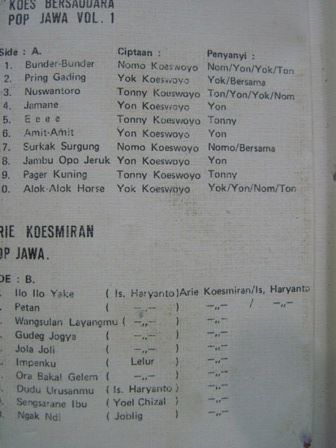 KOES BERSAUDARA
POP JAWA VOL. 1
Side : A. Ciptaan : Penyanyi :
1. Bunder-Bunder Nomo Koeswoyo Nom/Yon/Yok/Ton
2. Pring Gading Yok Koeswoyo Yok/Bersama
3. Nuswantoro Tonny Koeswoyo Ton/Yon/Yok/Nom
4. Jamane Yon Koeswoyo Yon
5. E e e e Tonny Koeswoyo Yon
6. Amit-Amit Yon Koeswoyo Yon
7. Surkak Surgung Nomo Koeswoyo Nomo/Bersama
8. Jambu Opo Jeruk Yon Koeswoyo Yon
9. Pager Kuning Tonny Koeswoyo Tonny
0. Alok-Alok Horse Yok Koeswoyo Yok/Yon/Nom/Ton
RIE KOESMIRAN
OP JAWA.
DE : B.
Ilo Ilo Yake ( Is. Haryanto ) Arie Koesmiran/Is, Haryanto
Petan ( —„— ) —„— / —„—
Wangsulan Layangmu ( —„— ) —„—
Gudeg Jogya ( —„— ) —„—
Jola Joli ( —„— ) —„—
Impenku ( Lelur ) —„—
Ora Bakal Gelem ( —„— ) —„—
Dudu Urusanmu ( Is. Haryanto ) —„—
Sengsarane Ibu ( Yoel Chizal ) —„—
Ngak Ndi ( Joblig ) —„—